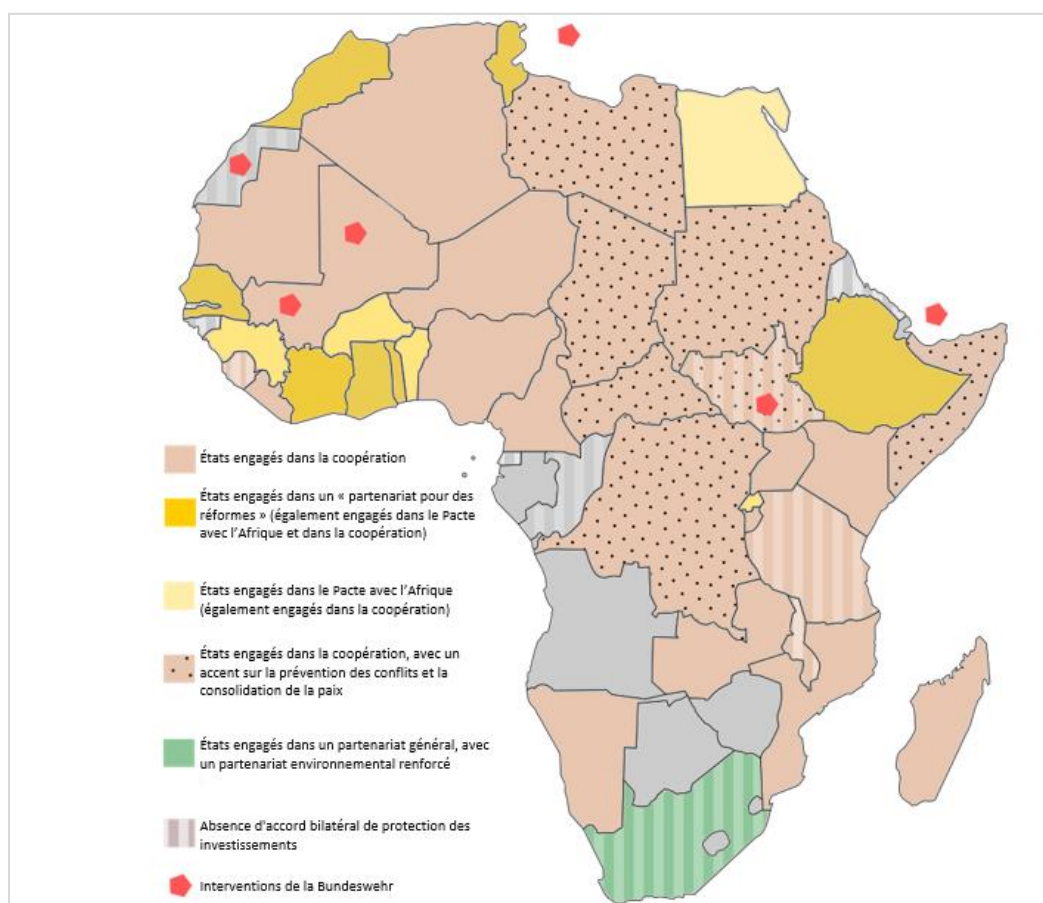 États engagés dans la coopération
États engagés dans un « partenariat pour des
réformes » (également engagés dans le Pacte
avec l'Afrique et dans la coopération)
États engagés dans le Pacte avec l'Afrique
(également engagés dans la coopération)
États engagés dans la coopération, avec un
accent sur la prévention des conflits et la
consolidation de la paix
États engagés dans un partenariat général, avec
un partenariat environnemental renforcé
Absence d'accord bilatéral de protection des
investissements
Interventions de la Bundeswehr